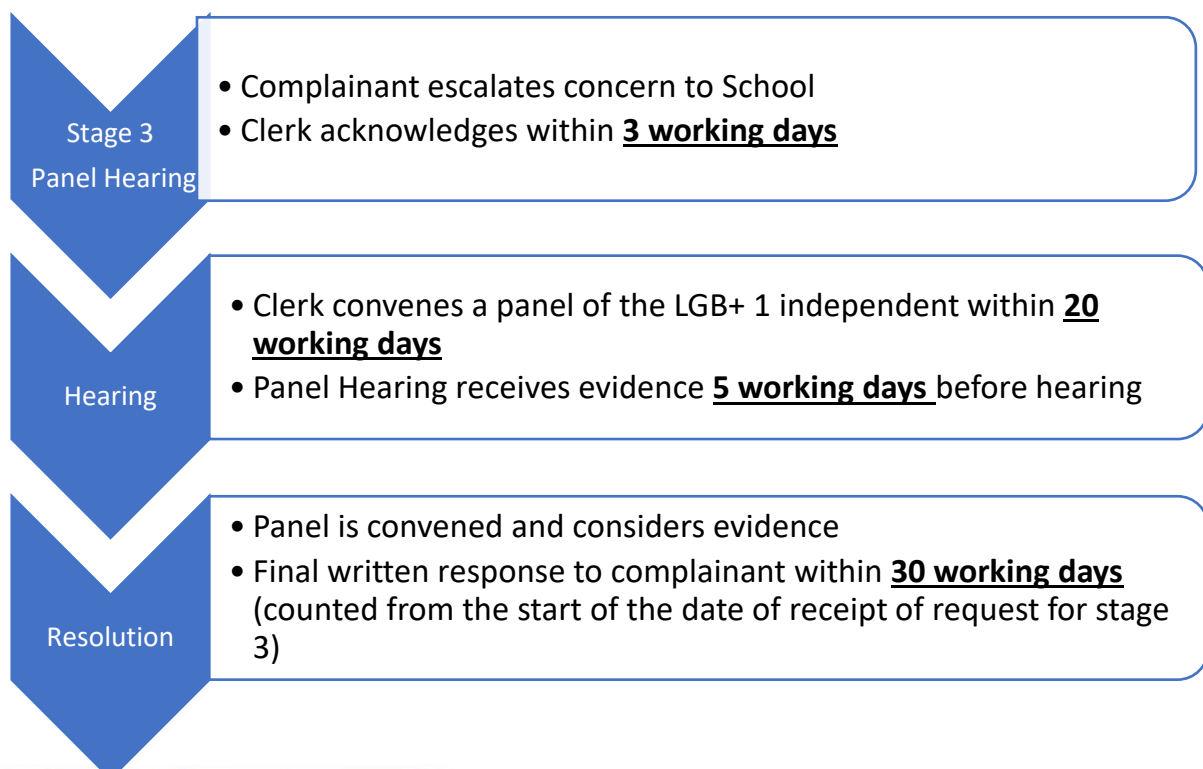 Stage 3
Panel Hearing
• Complainant escalates concern to School
• Clerk acknowledges within 3 working days
Hearing
• Clerk convenes a panel of the LGB+ 1 independent within 20
working days
• Panel Hearing receives evidence 5 working days before hearing
Resolution
• Panel is convened and considers evidence
• Final written response to complainant within 30 working days
(counted from the start of the date of receipt of request for stage
3)